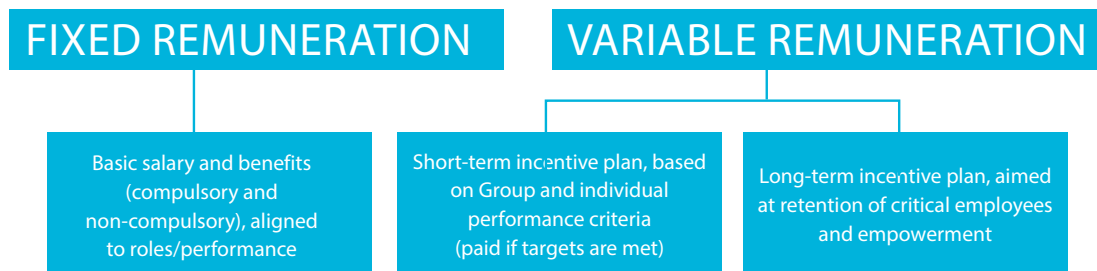 FIXED REMUNERATION
VARIABLE REMUNERATION
Basic salary and benefits
(compulsory and
non-compulsory), aligned
to roles/performance
Short-term incentive plan, based
on Group and individual
performance criteria
(paid if targets are met)
Long-term incentive plan, aimed
at retention of critical employees
and empowerment